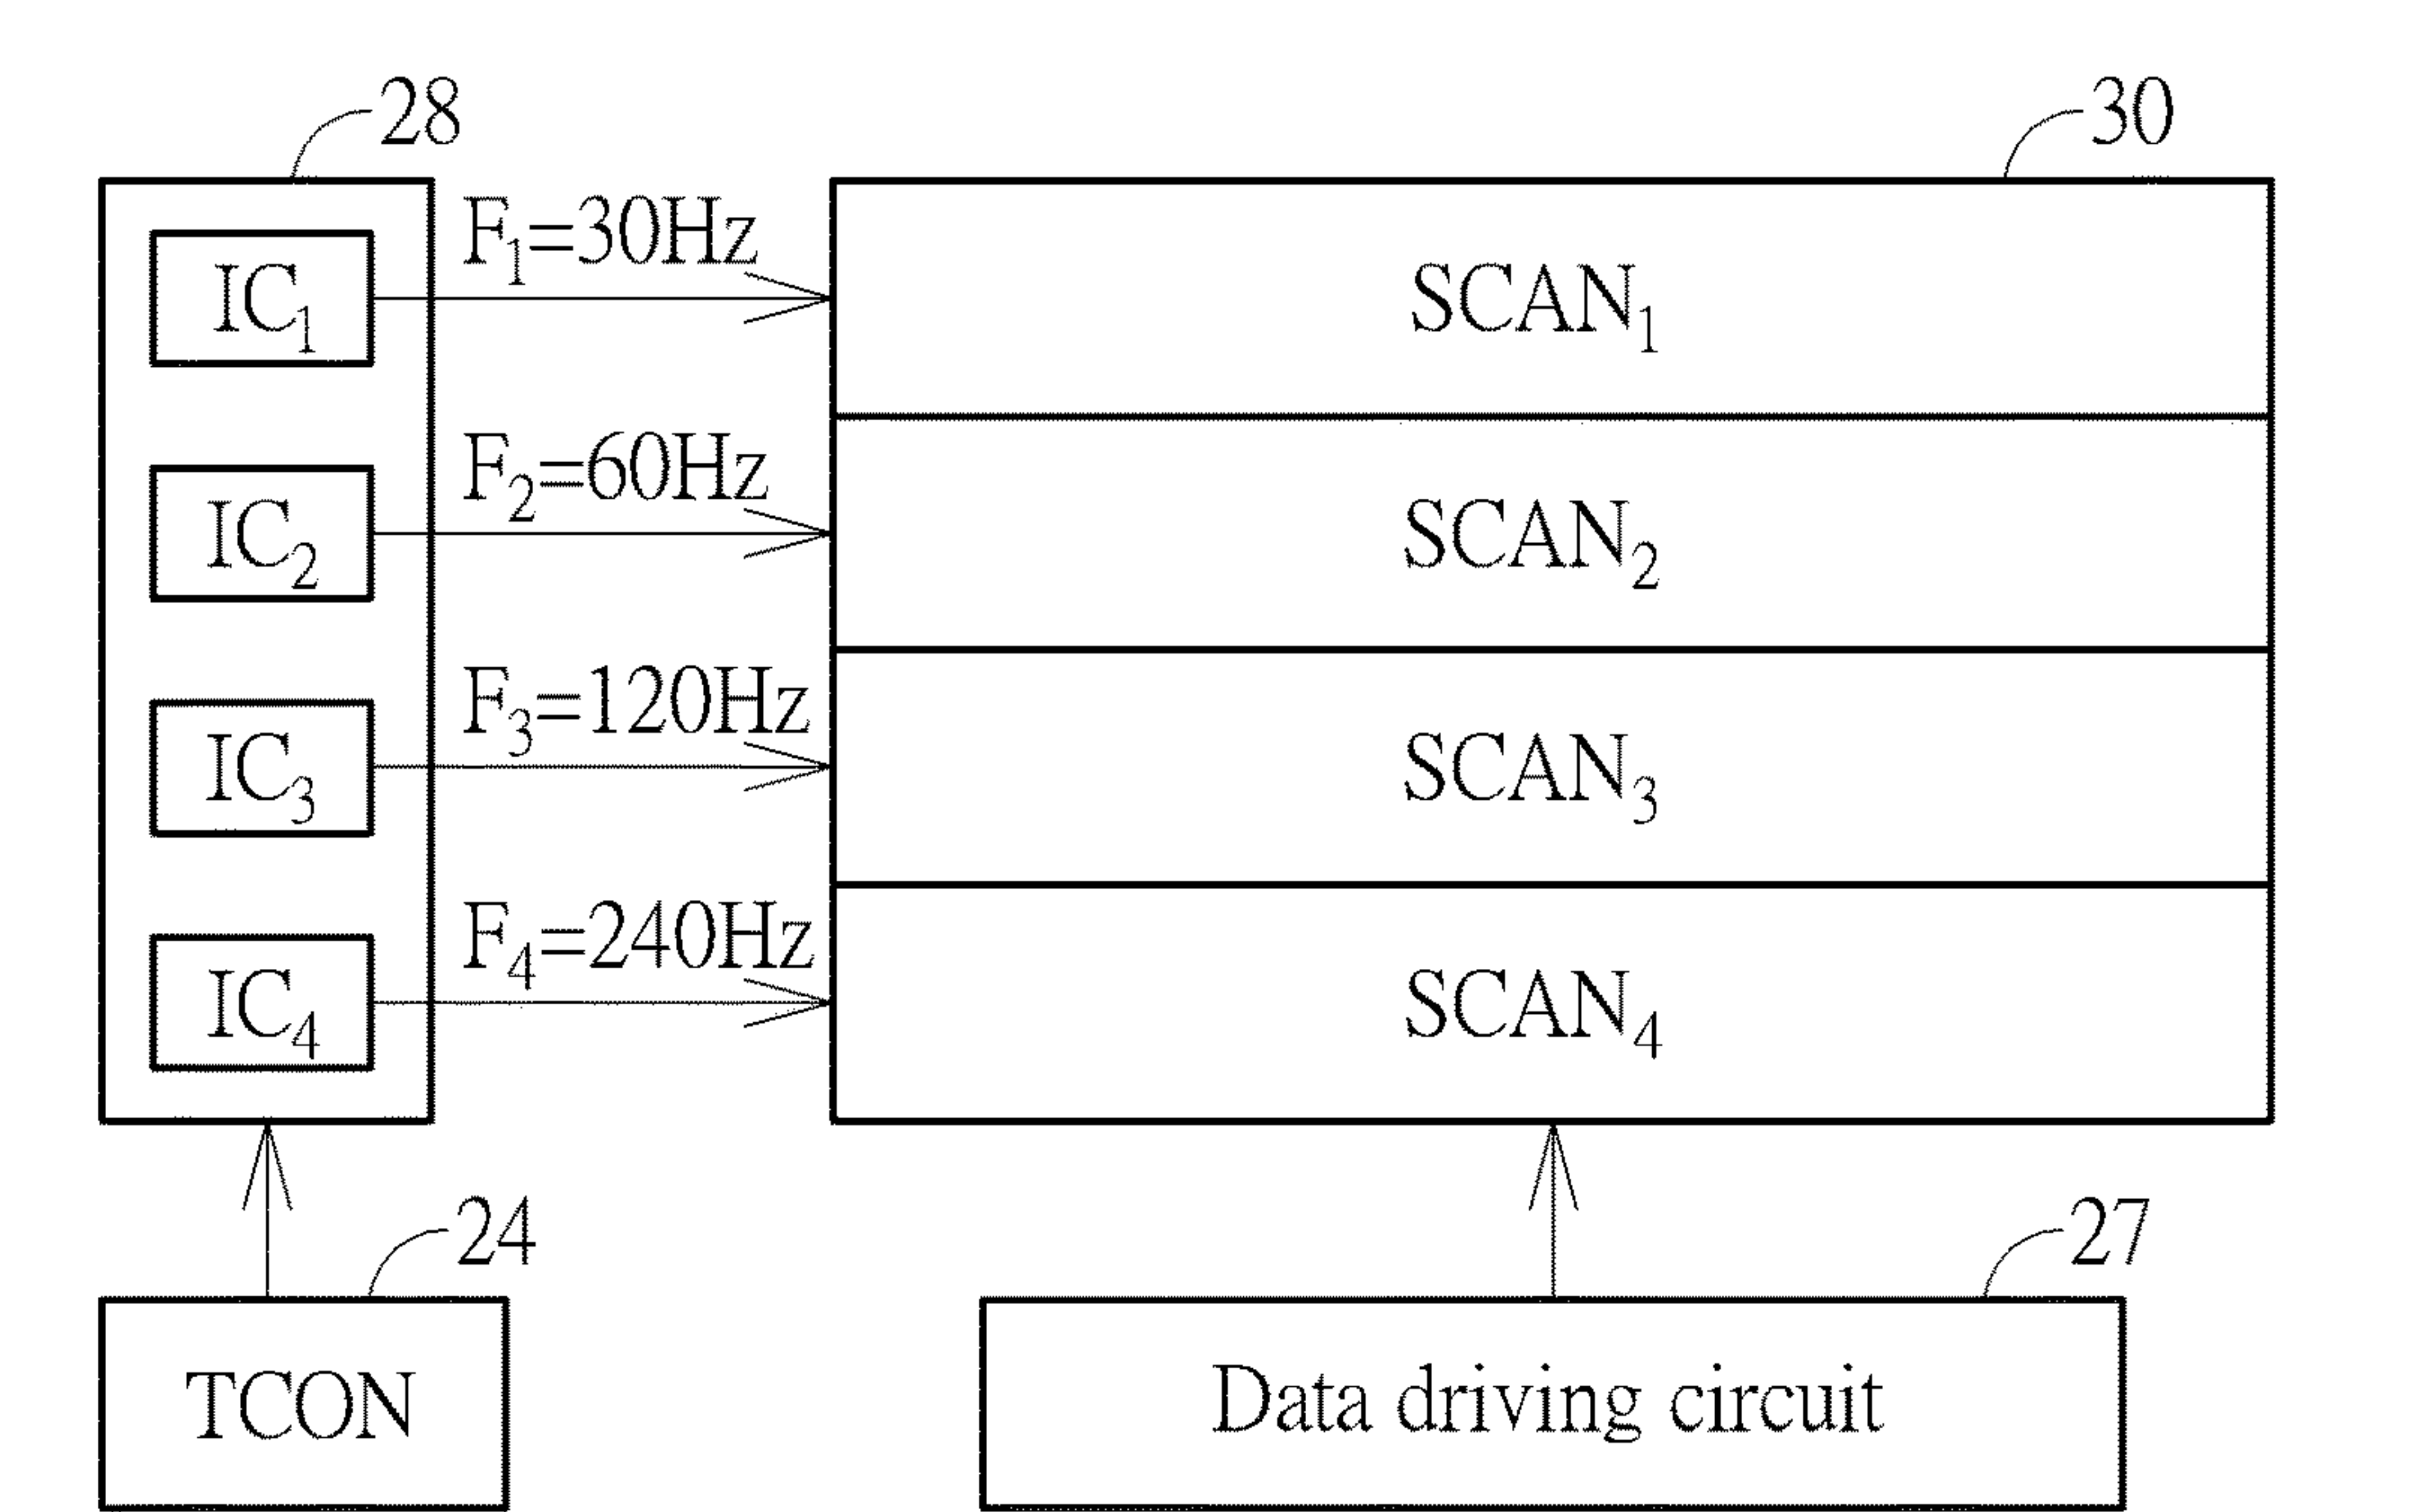 28
30
F₁=30Hz
IC₁
SCAN₁
F₂=60Hz
IC₂
SCAN₂
F₃=120Hz
IC₃
SCAN₃
F₄=240Hz
IC₄
SCAN₄
24
27
TCON
Data driving circuit